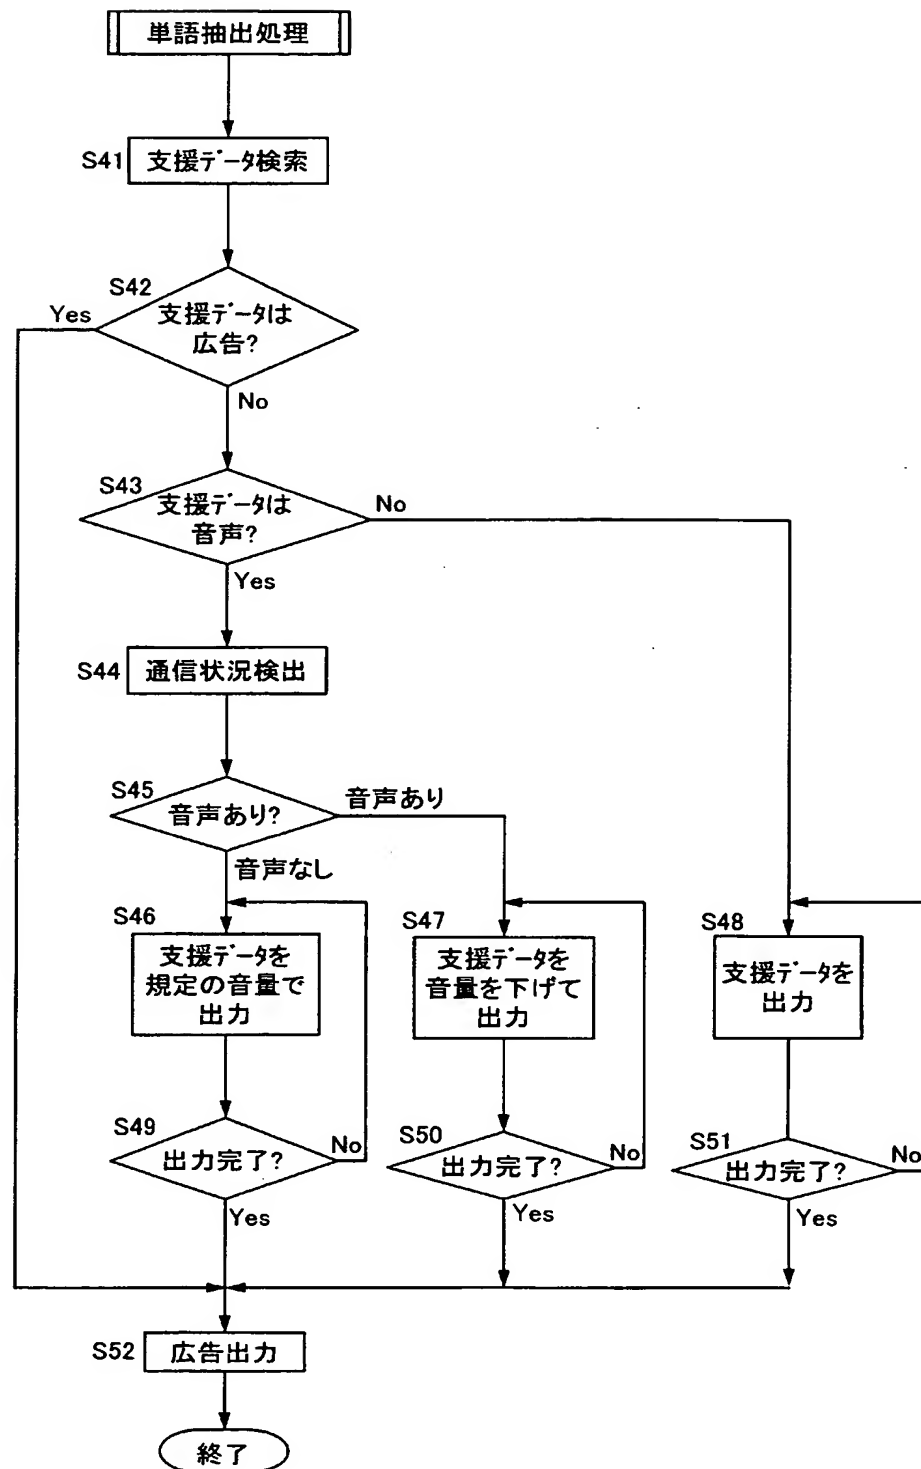 単語抽出処理
S41
支援データ検索
S42
支援データは
広告?
Yes
No
S43
支援データは
音声?
No
Yes
S44
通信状況検出
S45
音声あり?
音声あり
音声なし
S46
支援データを
規定の音量で
出力
S47
支援データを
音量を下げて
出力
S48
支援データを
出力
S49
出力完了?
No
Yes
S50
出力完了?
No
Yes
S51
出力完了?
No
Yes
S52
広告出力
終了